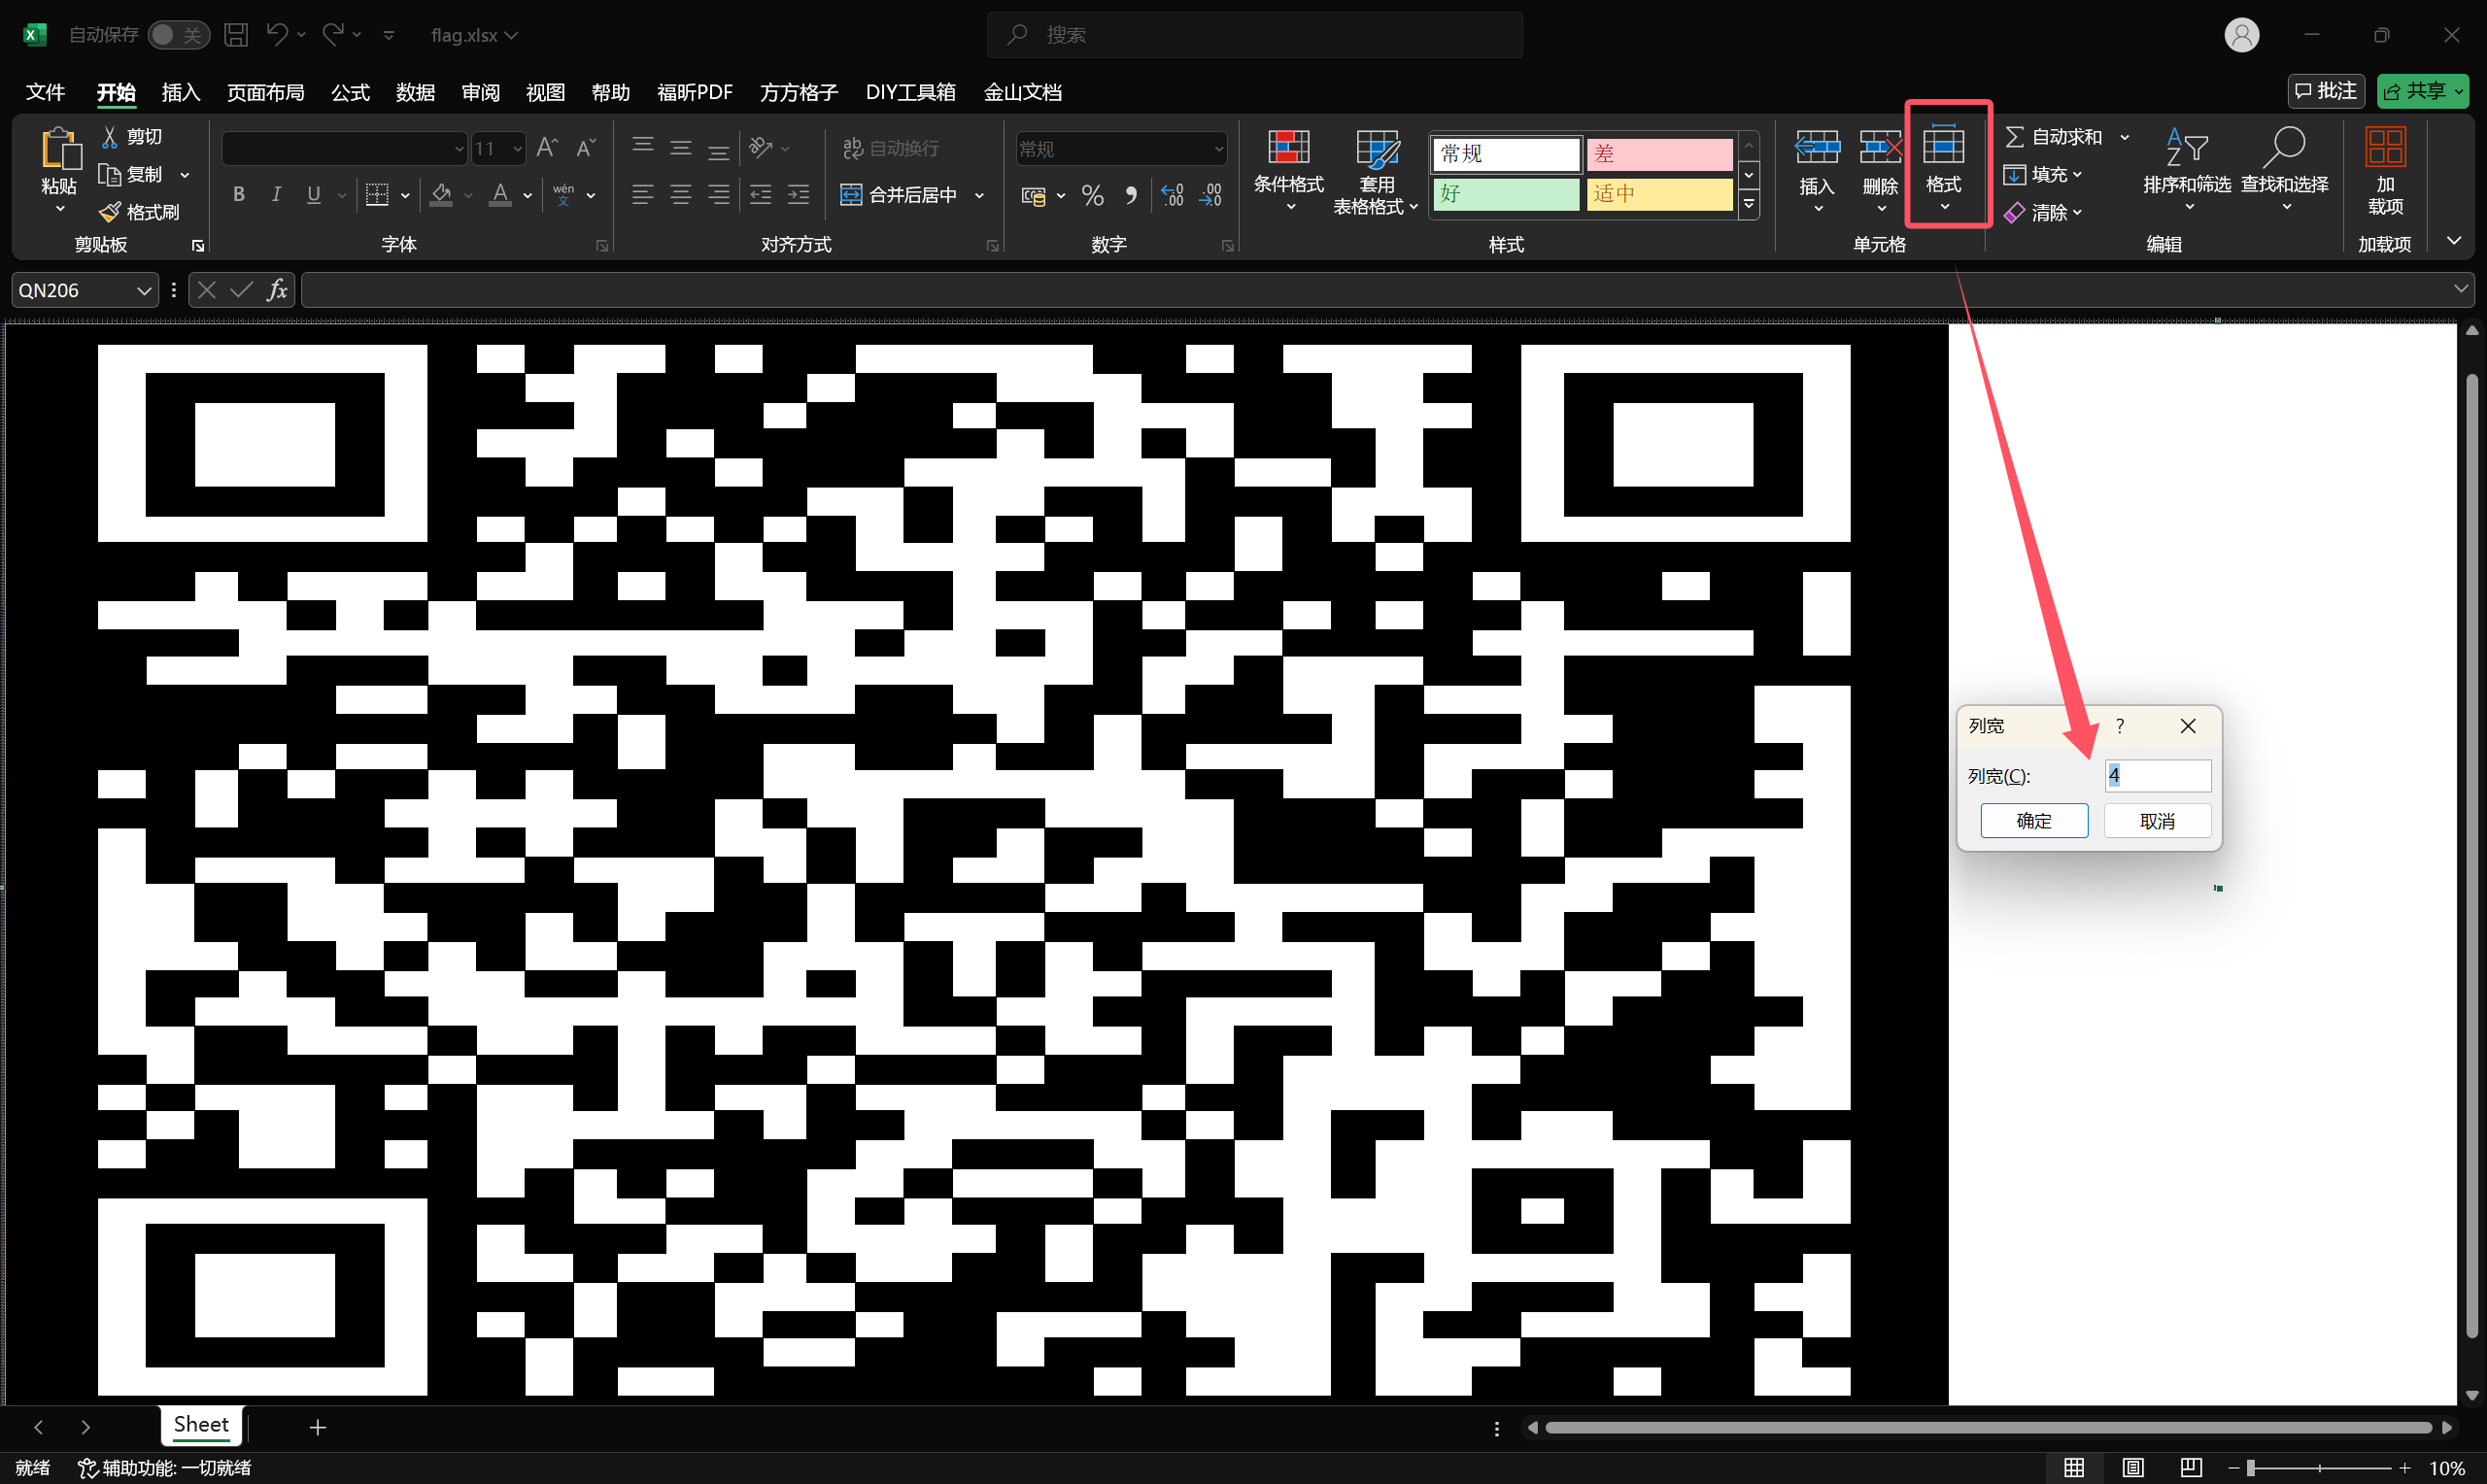 自动保存 关 flag.xlsx 搜索
文件 开始 插入 页面布局 公式 数据 审阅 视图 帮助 福昕PDF 方方格子 DIY工具箱 金山文档 批注 共享
粘贴 剪切 复制 格式刷
剪贴板
11
B I U wén 文
字体
ab 自动换行
合并后居中
对齐方式
常规
% .00
数字
条件格式
套用
表格格式
常规 差
好 适中
样式
插入 删除 格式
单元格
自动求和
填充
清除
排序和筛选 查找和选择
编辑
加
载项
加载项
QN206 fx
列宽 ?
列宽(C): 4
确定 取消
Sheet
就绪 辅助功能: 一切就绪 10%